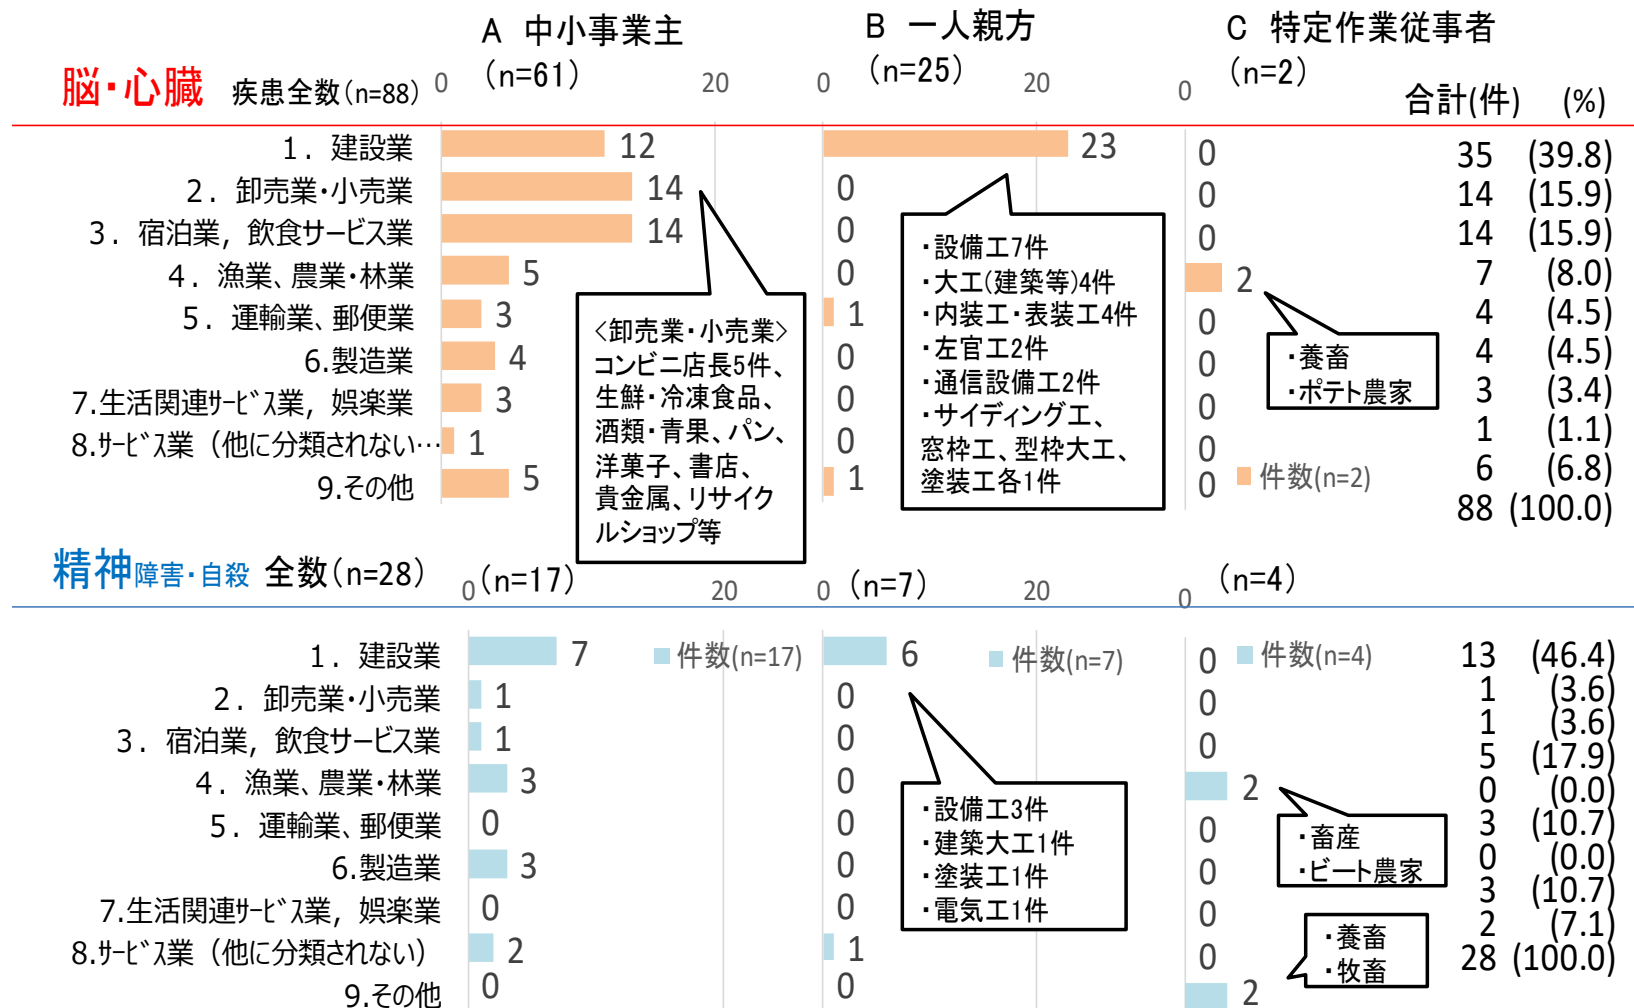 A 中小事業主
B 一人親方
C 特定作業従事者
脳・心臓 疾患全数(n=88) 0 (n=61) 20 0 (n=25) 20 0 (n=2) 合計(件) (%)
1. 建設業 12 23 0 35 (39.8)
2. 卸売業・小売業 14 0 0 14 (15.9)
3. 宿泊業, 飲食サービス業 14 0 0 14 (15.9)
4. 漁業、農業・林業 5 0 2 7 (8.0)
5. 運輸業、郵便業 3 1 0 4 (4.5)
6.製造業 4 0 0 4 (4.5)
7.生活関連ｻｰﾋﾞｽ業, 娯楽業 3 0 0 3 (3.4)
8.ｻｰﾋﾞｽ業 (他に分類されない… 1 0 0 1 (1.1)
9.その他 5 1 0 6 (6.8)
88 (100.0)
<卸売業・小売業>
コンビニ店長5件、
生鮮・冷凍食品、
酒類・青果、パン、
洋菓子、書店、
貴金属、リサイク
ルショップ等
・設備工7件
・大工(建築等)4件
・内装工・表装工4件
・左官工2件
・通信設備工2件
・サイディング工、
窓枠工、型枠大工、
塗装工各1件
・養畜
・ポテト農家
件数(n=2)
精神障害・自殺 全数(n=28) 0 (n=17) 20 0 (n=7) 20 0 (n=4)
1. 建設業 7 件数(n=17) 6 件数(n=7) 0 件数(n=4) 13 (46.4)
2. 卸売業・小売業 1 0 0 1 (3.6)
3. 宿泊業, 飲食サービス業 1 0 0 1 (3.6)
4. 漁業、農業・林業 3 0 2 5 (17.9)
5. 運輸業、郵便業 0 0 0 0 (0.0)
6.製造業 3 0 0 3 (10.7)
7.生活関連ｻｰﾋﾞｽ業, 娯楽業 0 0 0 0 (0.0)
8.ｻｰﾋﾞｽ業 (他に分類されない) 2 1 0 3 (10.7)
9.その他 0 0 2 2 (7.1)
28 (100.0)
・設備工3件
・建築大工1件
・塗装工1件
・電気工1件
・畜産
・ビート農家
・養畜
・牧畜